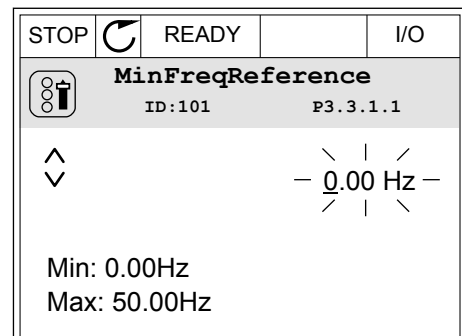 STOP READY I/O
MinFreqReference
ID:101 P3.3.1.1
0.00 Hz
Min: 0.00Hz
Max: 50.00Hz